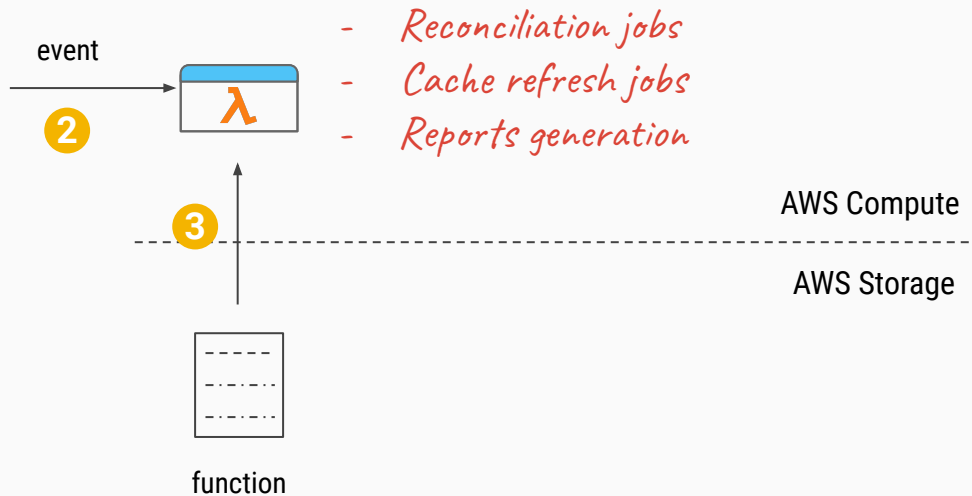 - Reconciliation jobs
event
- Cache refresh jobs
λ
2
- Reports generation
AWS Compute
3
AWS Storage
function